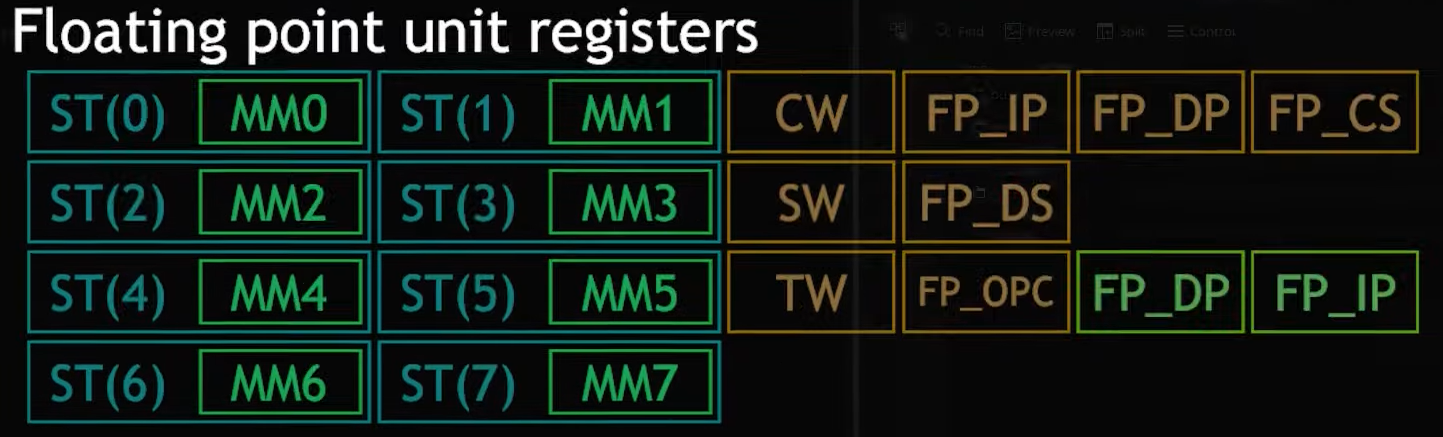 Floating point unit registers
Find Preview Split Control
ST(0) MM0 ST(1) MM1 CW FP_IP FP_DP FP_CS
ST(2) MM2 ST(3) MM3 SW FP_DS
ST(4) MM4 ST(5) MM5 TW FP_OPC FP_DP FP_IP
ST(6) MM6 ST(7) MM7